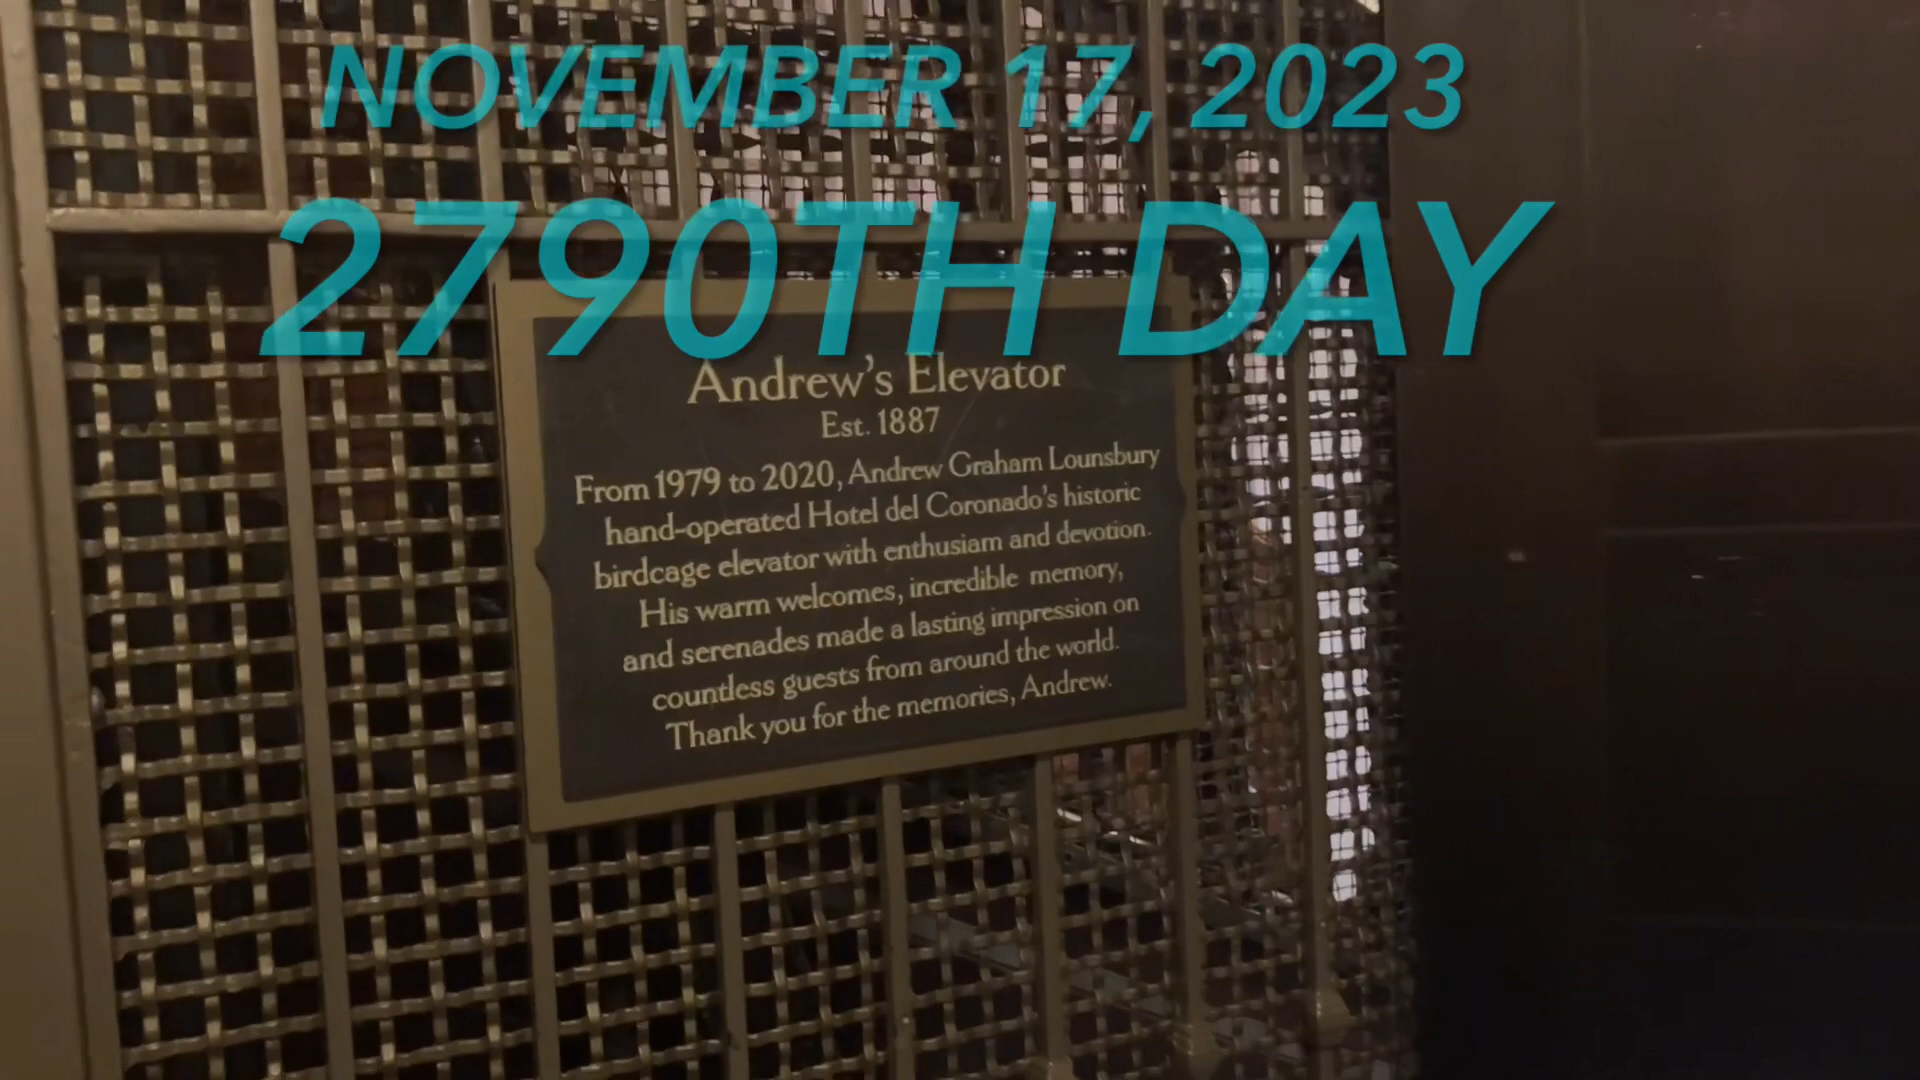 NOVEMBER 17, 2023
2790TH DAY
Andrew's Elevator
Est. 1887
From 1979 to 2020, Andrew Graham Lounsbury
hand-operated Hotel del Coronado's historic
birdcage elevator with enthusiam and devotion.
His warm welcomes, incredible memory,
and serenades made a lasting impression on
countless guests from around the world.
Thank you for the memories, Andrew.